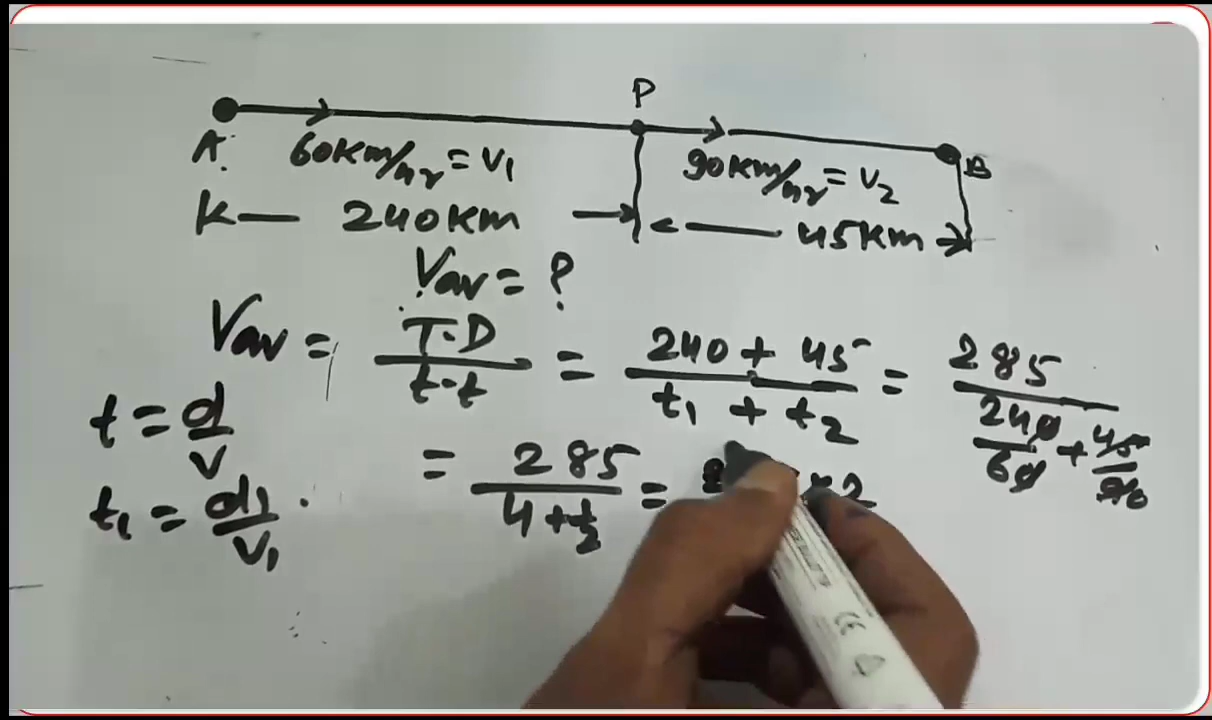 P
A 60km/hr = V1 90km/hr = V2 B
240km 45km
Vav = ?
Vav = T.D/t.t = 240 + 45/t1 + t2 = 285/240/60 + 45/90
t = d/v
= 285/4 + 1/2 = × 2
t1 = d1/v1